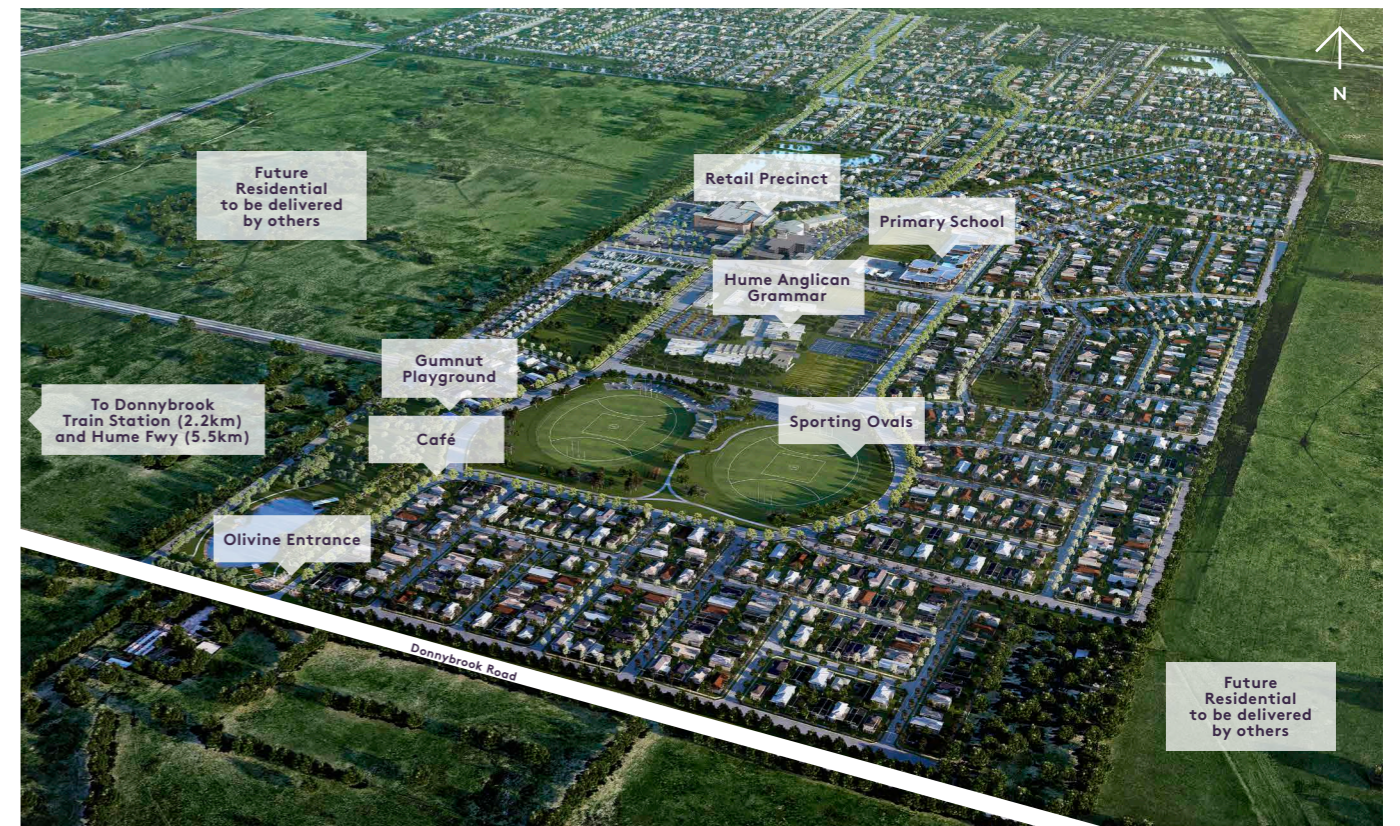 N
Future
Residential
to be delivered
by others
Retail Precinct
Primary School
Hume Anglican
Grammar
Gumnut
Playground
To Donnybrook
Train Station (2.2km)
and Hume Fwy (5.5km)
Café
Sporting Ovals
Olivine Entrance
Donnybrook Road
Future
Residential
to be delivered
by others